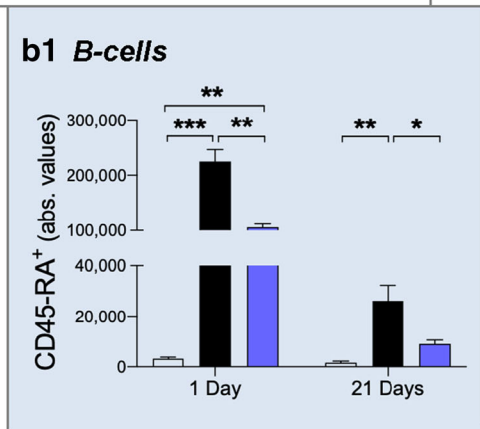 b1 B-cells
CD45-RA+ (abs. values)
**
*** ** ** *
300,000
200,000
100,000
40,000
20,000
0
1 Day 21 Days